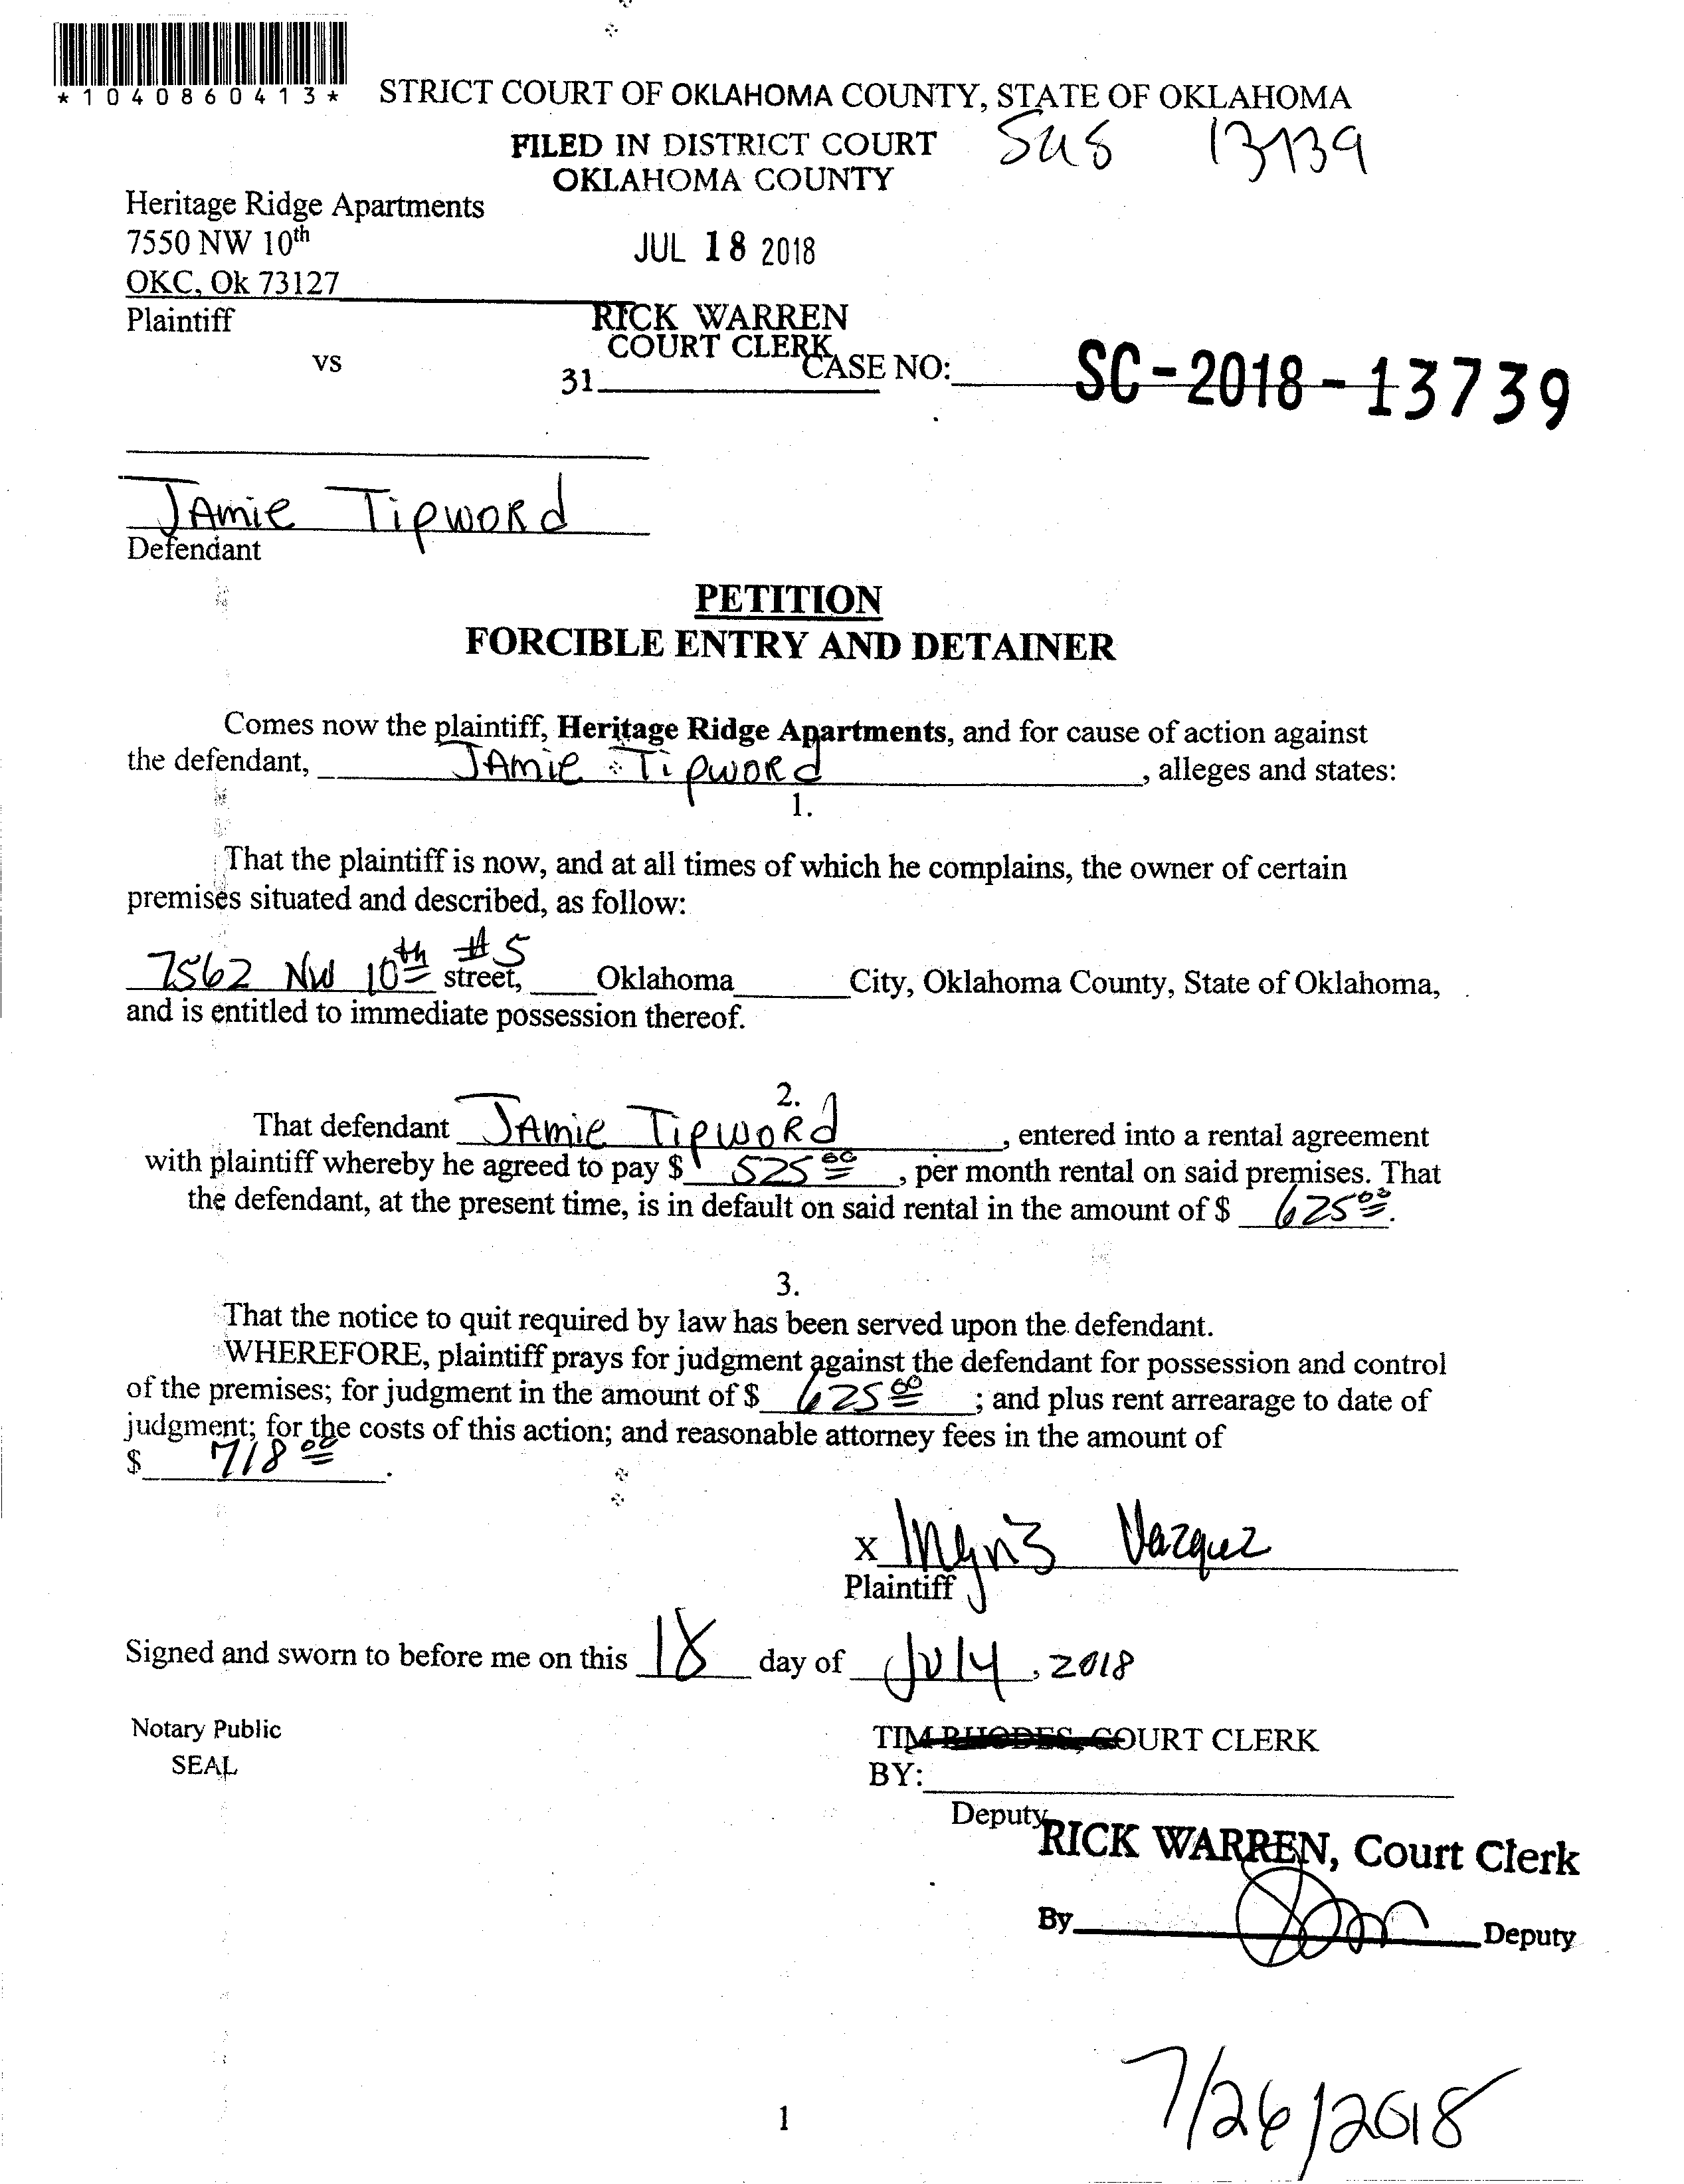 *1040860413*
STRICT COURT OF OKLAHOMA COUNTY, STATE OF OKLAHOMA
FILED IN DISTRICT COURT
OKLAHOMA COUNTY
Heritage Ridge Apartments
7550 NW 10th
JUL 18 2018
OKC, Ok 73127
Plaintiff
RICK WARREN
COURT CLERK
vs
31
CASE NO:
SC-2018-13739
JAmie TipwoRd
Defendant
PETITION
FORCIBLE ENTRY AND DETAINER
Comes now the plaintiff, Heritage Ridge Apartments, and for cause of action against
the defendant, JAmie TipwoRd, alleges and states:
1.
That the plaintiff is now, and at all times of which he complains, the owner of certain
premises situated and described, as follow:
7562 NW 10th #5 street, Oklahoma City, Oklahoma County, State of Oklahoma,
and is entitled to immediate possession thereof.
2.
That defendant JAmie TipwoRd, entered into a rental agreement
with plaintiff whereby he agreed to pay $ 525 00, per month rental on said premises. That
the defendant, at the present time, is in default on said rental in the amount of $ 625 00.
3.
That the notice to quit required by law has been served upon the defendant.
WHEREFORE, plaintiff prays for judgment against the defendant for possession and control
of the premises; for judgment in the amount of $ 625 00; and plus rent arrearage to date of
judgment; for the costs of this action; and reasonable attorney fees in the amount of
$ 718 00.
x Vazquez
Plaintiff
Signed and sworn to before me on this 18 day of July, 2018
Notary Public
SEAL
TIM RHODES, COURT CLERK
BY:
Deputy
RICK WARREN, Court Clerk
By Deputy
1
7/26/2018